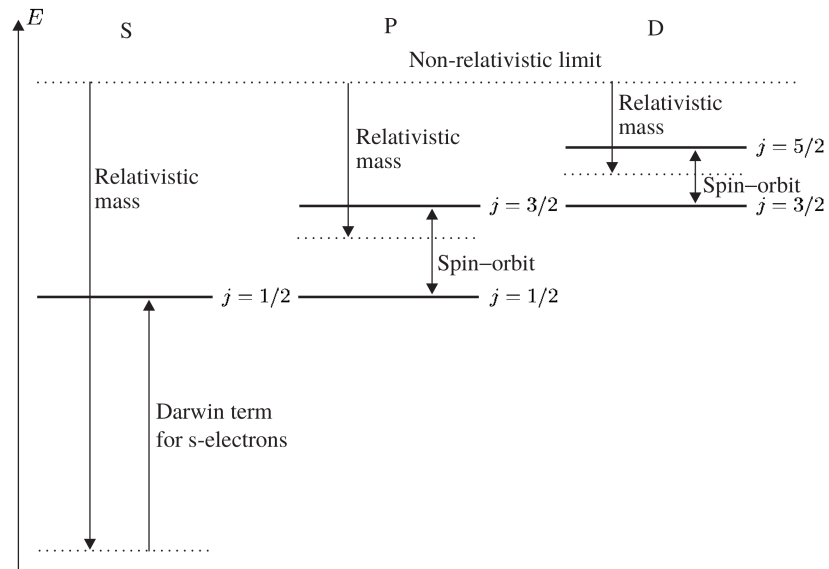 E
S
P
D
Non-relativistic limit
Relativistic
mass
Relativistic
mass
Relativistic
mass
j = 5/2
Spin−orbit
j = 3/2
j = 3/2
Spin−orbit
j = 1/2
j = 1/2
Darwin term
for s-electrons